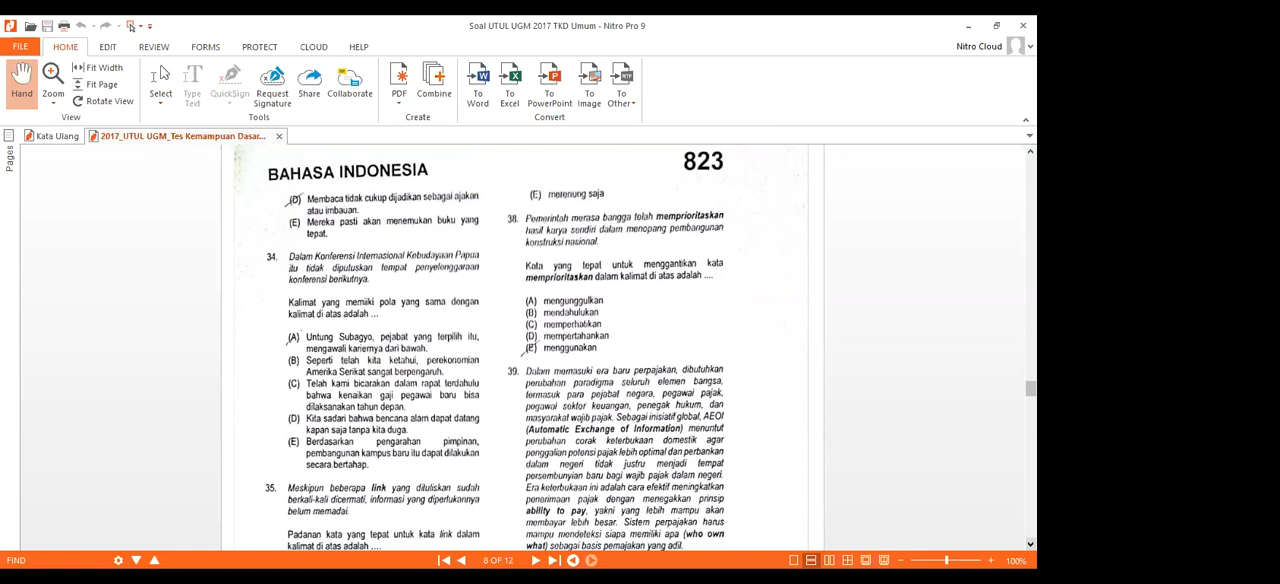 Soal UTUL UGM 2017 TKD Umum - Nitro Pro 9
FILE HOME EDIT REVIEW FORMS PROTECT CLOUD HELP
Nitro Cloud
Hand
Zoom
Fit Width
Fit Page
Rotate View
View
Select
Type Text
QuickSign
Request Signature
Share
Collaborate
Tools
PDF
Combine
Create
To Word
To Excel
To PowerPoint
To Image
To Other
Convert
Kata Ulang
2017_UTUL UGM_Tes Kemampuan Dasar...
Pages
BAHASA INDONESIA
823
(D) Membaca tidak cukup dijadikan sebagai ajakan
atau imbauan.
(E) Mereka pasti akan menemukan buku yang
tepat.
34. Dalam Konferensi Internasional Kebudayaan Papua
itu tidak diputuskan tempat penyelenggaraan
konferensi berikutnya.
Kalimat yang memiiki pola yang sama dengan
kalimat di atas adalah ...
(A) Untung Subagyo, pejabat yang terpilih itu,
mengawali kariernya dari bawah.
(B) Seperti telah kita ketahui, perekonomian
Amerika Serikat sangat berpengaruh.
(C) Telah kami bicarakan dalam rapat terdahulu
bahwa kenaikan gaji pegawai baru bisa
dilaksanakan tahun depan.
(D) Kita sadari bahwa bencana alam dapat datang
kapan saja tanpa kita duga.
(E) Berdasarkan pengarahan pimpinan,
pembangunan kampus baru itu dapat dilakukan
secara bertahap.
35. Meskipun beberapa link yang dituliskan sudah
berkali-kali dicermati, informasi yang diperlukannya
belum memadai.
Padanan kata yang tepat untuk kata link dalam
kalimat di atas adalah ....
(E) merenung saja
38. Pemerintah merasa bangga telah memprioritaskan
hasil karya sendiri dalam menopang pembangunan
konstruksi nasional.
Kata yang tepat untuk menggantikan kata
memprioritaskan dalam kalimat di atas adalah ....
(A) mengunggulkan
(B) mendahulukan
(C) memperhatikan
(D) mempertahankan
(E) menggunakan
39. Dalam memasuki era baru perpajakan, dibutuhkan
perubahan paradigma seluruh elemen bangsa,
termasuk para pejabat negara, pegawai pajak,
pegawai sektor keuangan, penegak hukum, dan
masyarakat wajib pajak. Sebagai inisiatif global, AEOI
(Automatic Exchange of Information) menuntut
perubahan corak keterbukaan domestik agar
penggalian potensi pajak lebih optimal dan perbankan
dalam negeri tidak justru menjadi tempat
persembunyian baru bagi wajib pajak dalam negeri.
Era keterbukaan ini adalah cara efektif meningkatkan
penerimaan pajak dengan menegakkan prinsip
ability to pay, yakni yang lebih mampu akan
membayar lebih besar. Sistem perpajakan harus
mampu mendeteksi siapa memiliki apa (who own
what) sebagai basis pemajakan yang adil.
FIND
8 OF 12
100%